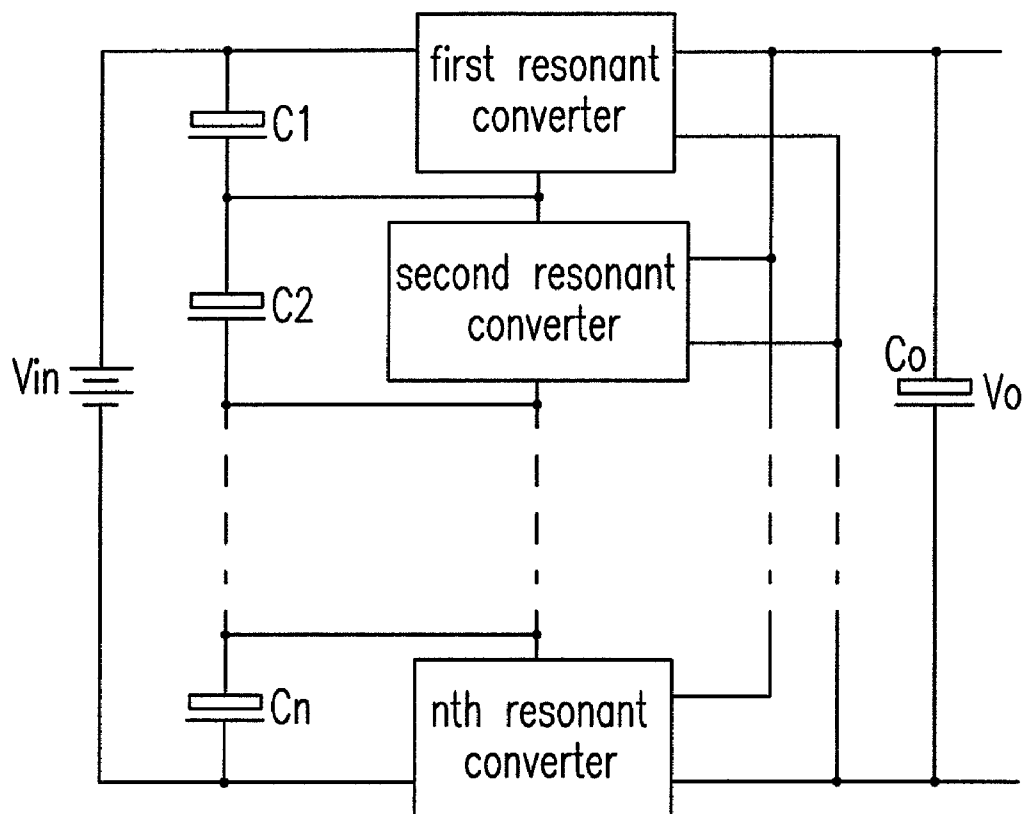 first resonant
converter
C1
second resonant
converter
C2
Vin
Co
Vo
Cn
nth resonant
converter